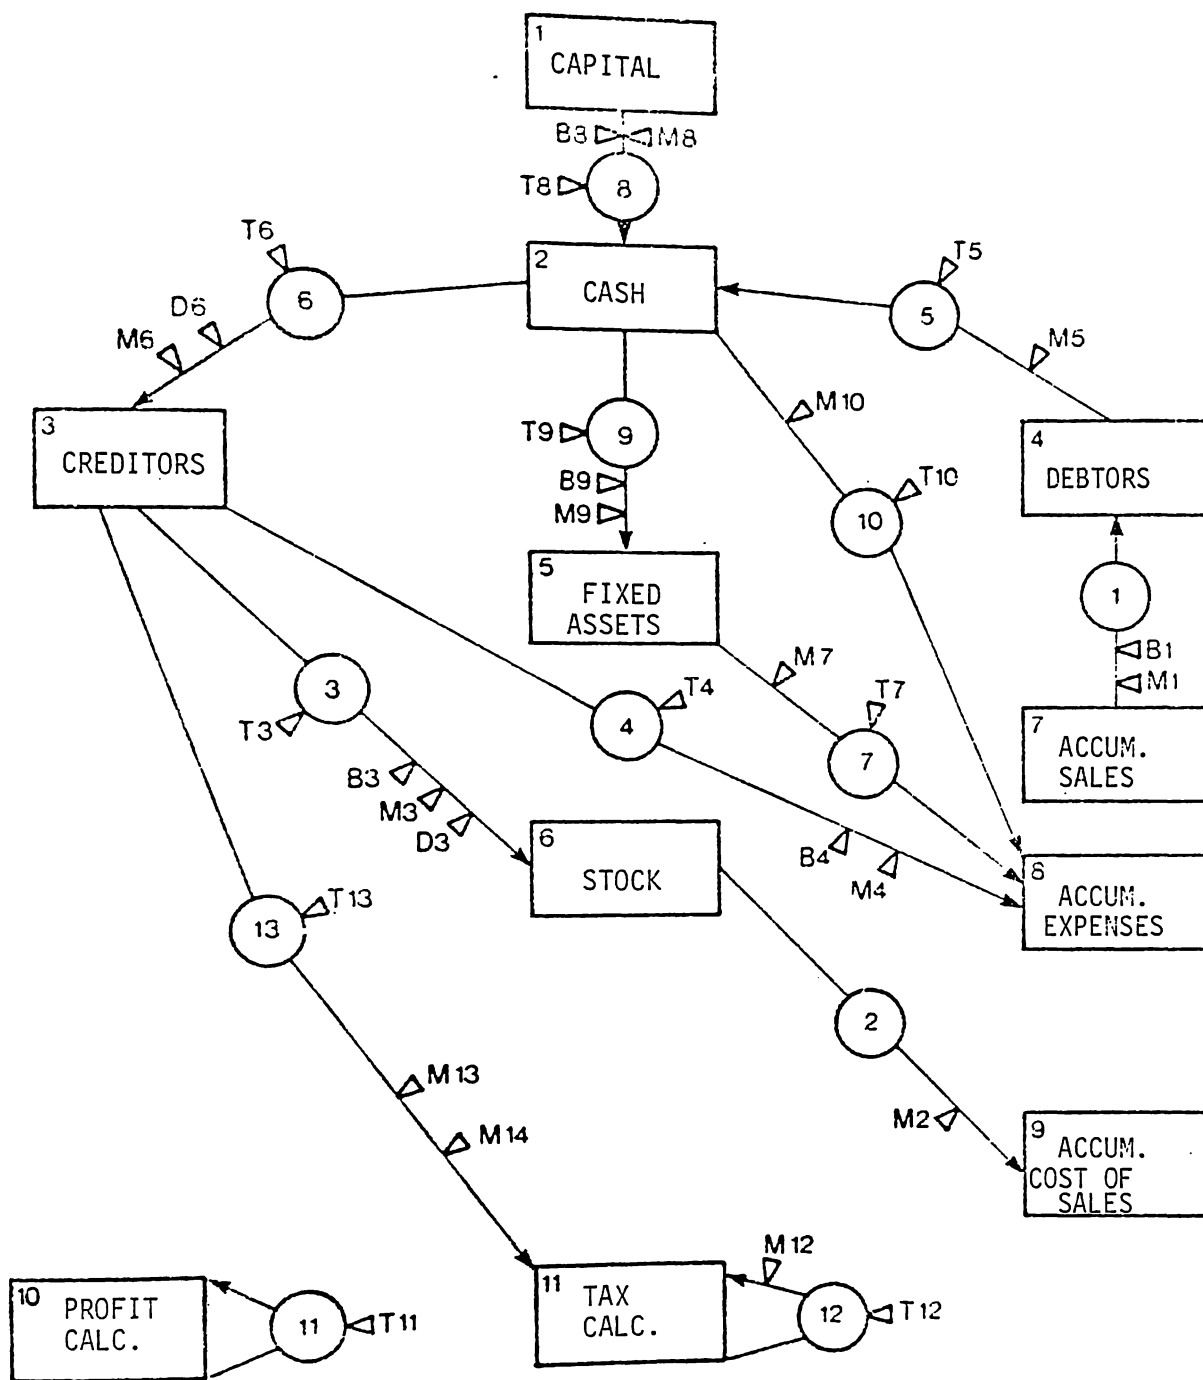 1
CAPITAL
B8 M8
T8 8
T6
6
D6
M6
2
CASH
T5
5
M5
3
CREDITORS
T9 9
B9
M9
M10
T10
10
4
DEBTORS
1
B1
M1
5
FIXED
ASSETS
M7
T7
7
3
T3
B3
M3
D3
T4
4
B4
M4
7
ACCUM.
SALES
6
STOCK
8
ACCUM.
EXPENSES
T13
13
2
M2
M13
M14
9
ACCUM.
COST OF
SALES
10
PROFIT
CALC.
11
T11
11
TAX
CALC.
M12
12
T12